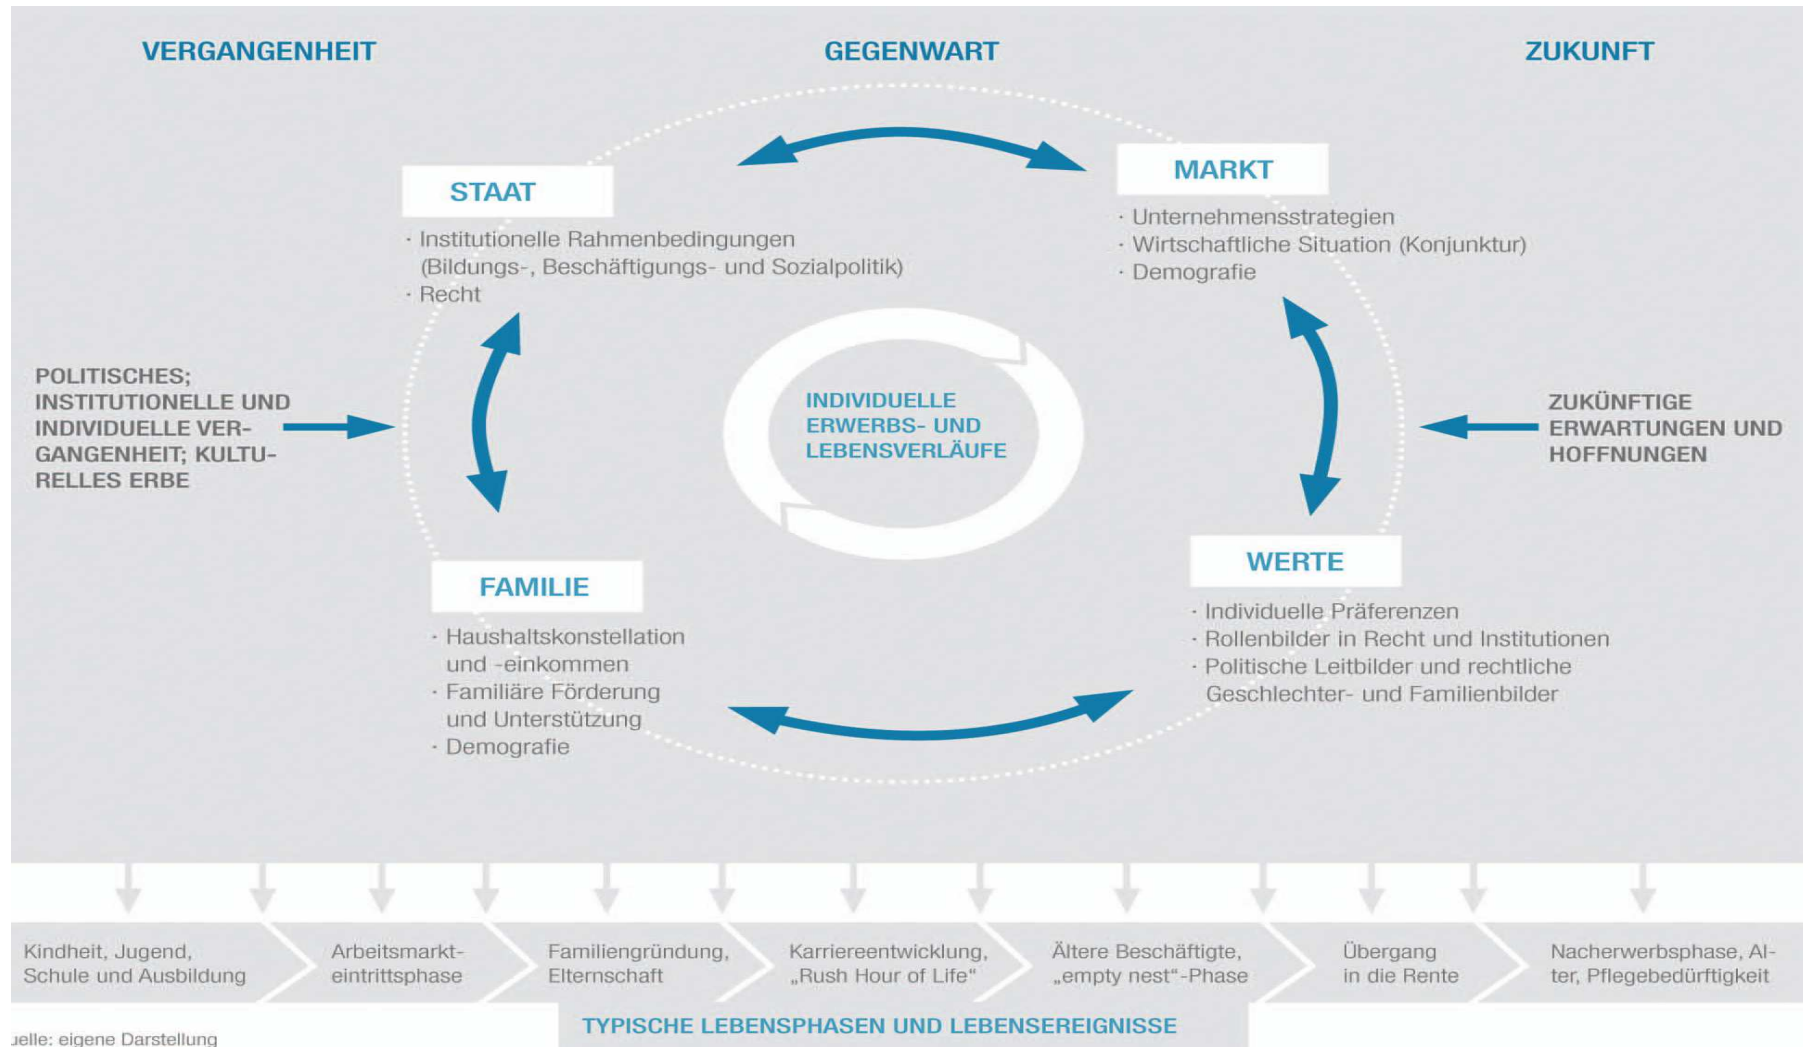 VERGANGENHEIT
GEGENWART
ZUKUNFT
STAAT
· Institutionelle Rahmenbedingungen
(Bildungs-, Beschäftigungs- und Sozialpolitik)
· Recht
MARKT
· Unternehmensstrategien
· Wirtschaftliche Situation (Konjunktur)
· Demografie
POLITISCHES;
INSTITUTIONELLE UND
INDIVIDUELLE VER-
GANGENHEIT; KULTU-
RELLES ERBE
INDIVIDUELLE
ERWERBS- UND
LEBENSVERLÄUFE
ZUKÜNFTIGE
ERWARTUNGEN UND
HOFFNUNGEN
FAMILIE
· Haushaltskonstellation
und -einkommen
· Familiäre Förderung
und Unterstützung
· Demografie
WERTE
· Individuelle Präferenzen
· Rollenbilder in Recht und Institutionen
· Politische Leitbilder und rechtliche
Geschlechter- und Familienbilder
Kindheit, Jugend,
Schule und Ausbildung
Arbeitsmarkt-
eintrittsphase
Familiengründung,
Elternschaft
Karriereentwicklung,
„Rush Hour of Life“
Ältere Beschäftigte,
„empty nest“-Phase
Übergang
in die Rente
Nacherwerbsphase, Al-
ter, Pflegebedürftigkeit
TYPISCHE LEBENSPHASEN UND LEBENSEREIGNISSE
uelle: eigene Darstellung